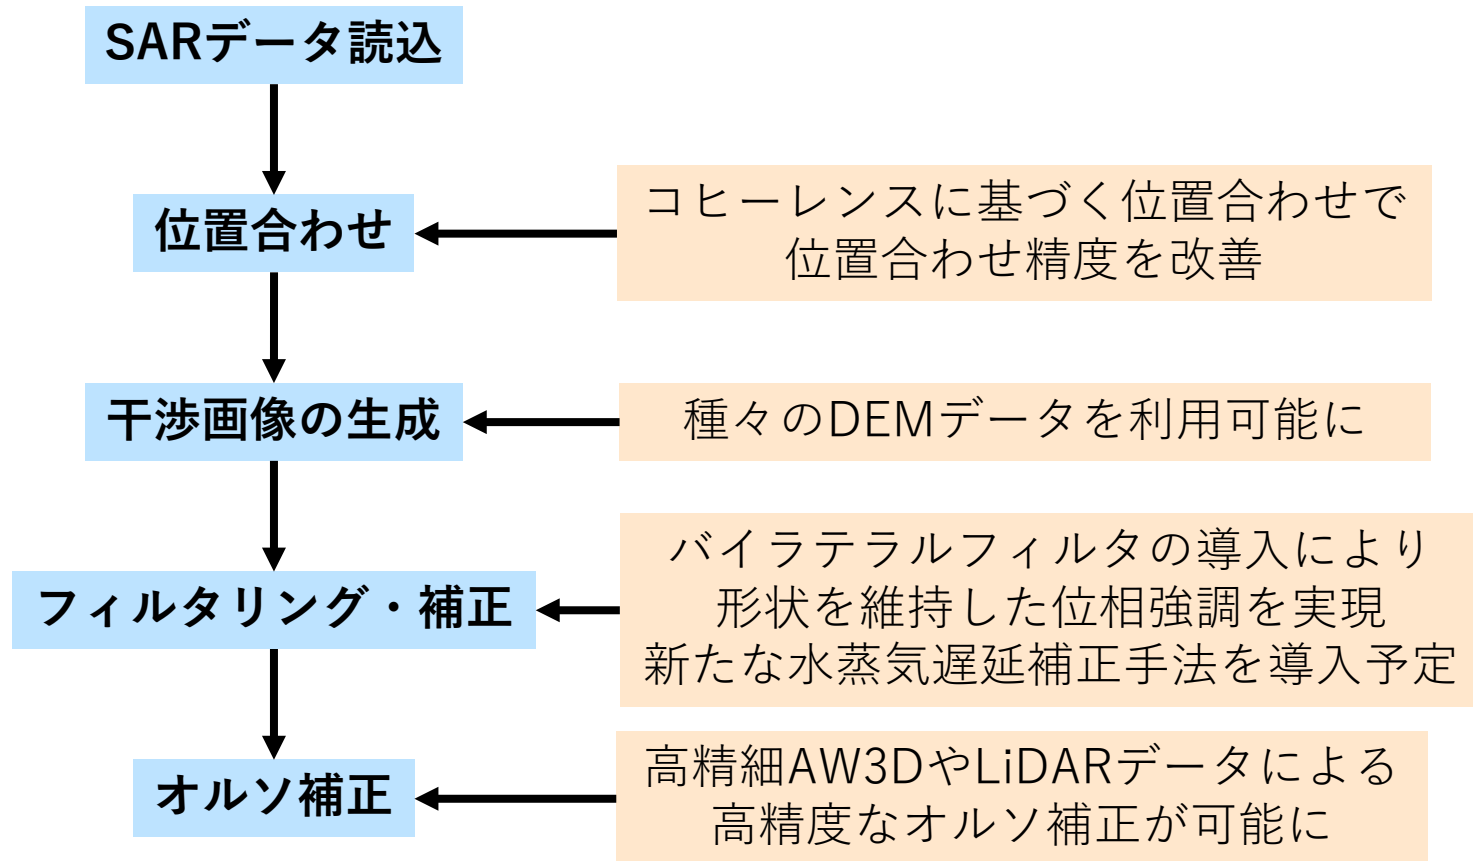 SARデータ読込
位置合わせ
コヒーレンスに基づく位置合わせで
位置合わせ精度を改善
干渉画像の生成
種々のDEMデータを利用可能に
フィルタリング・補正
バイラテラルフィルタの導入により
形状を維持した位相強調を実現
新たな水蒸気遅延補正手法を導入予定
オルソ補正
高精細AW3DやLiDARデータによる
高精度なオルソ補正が可能に